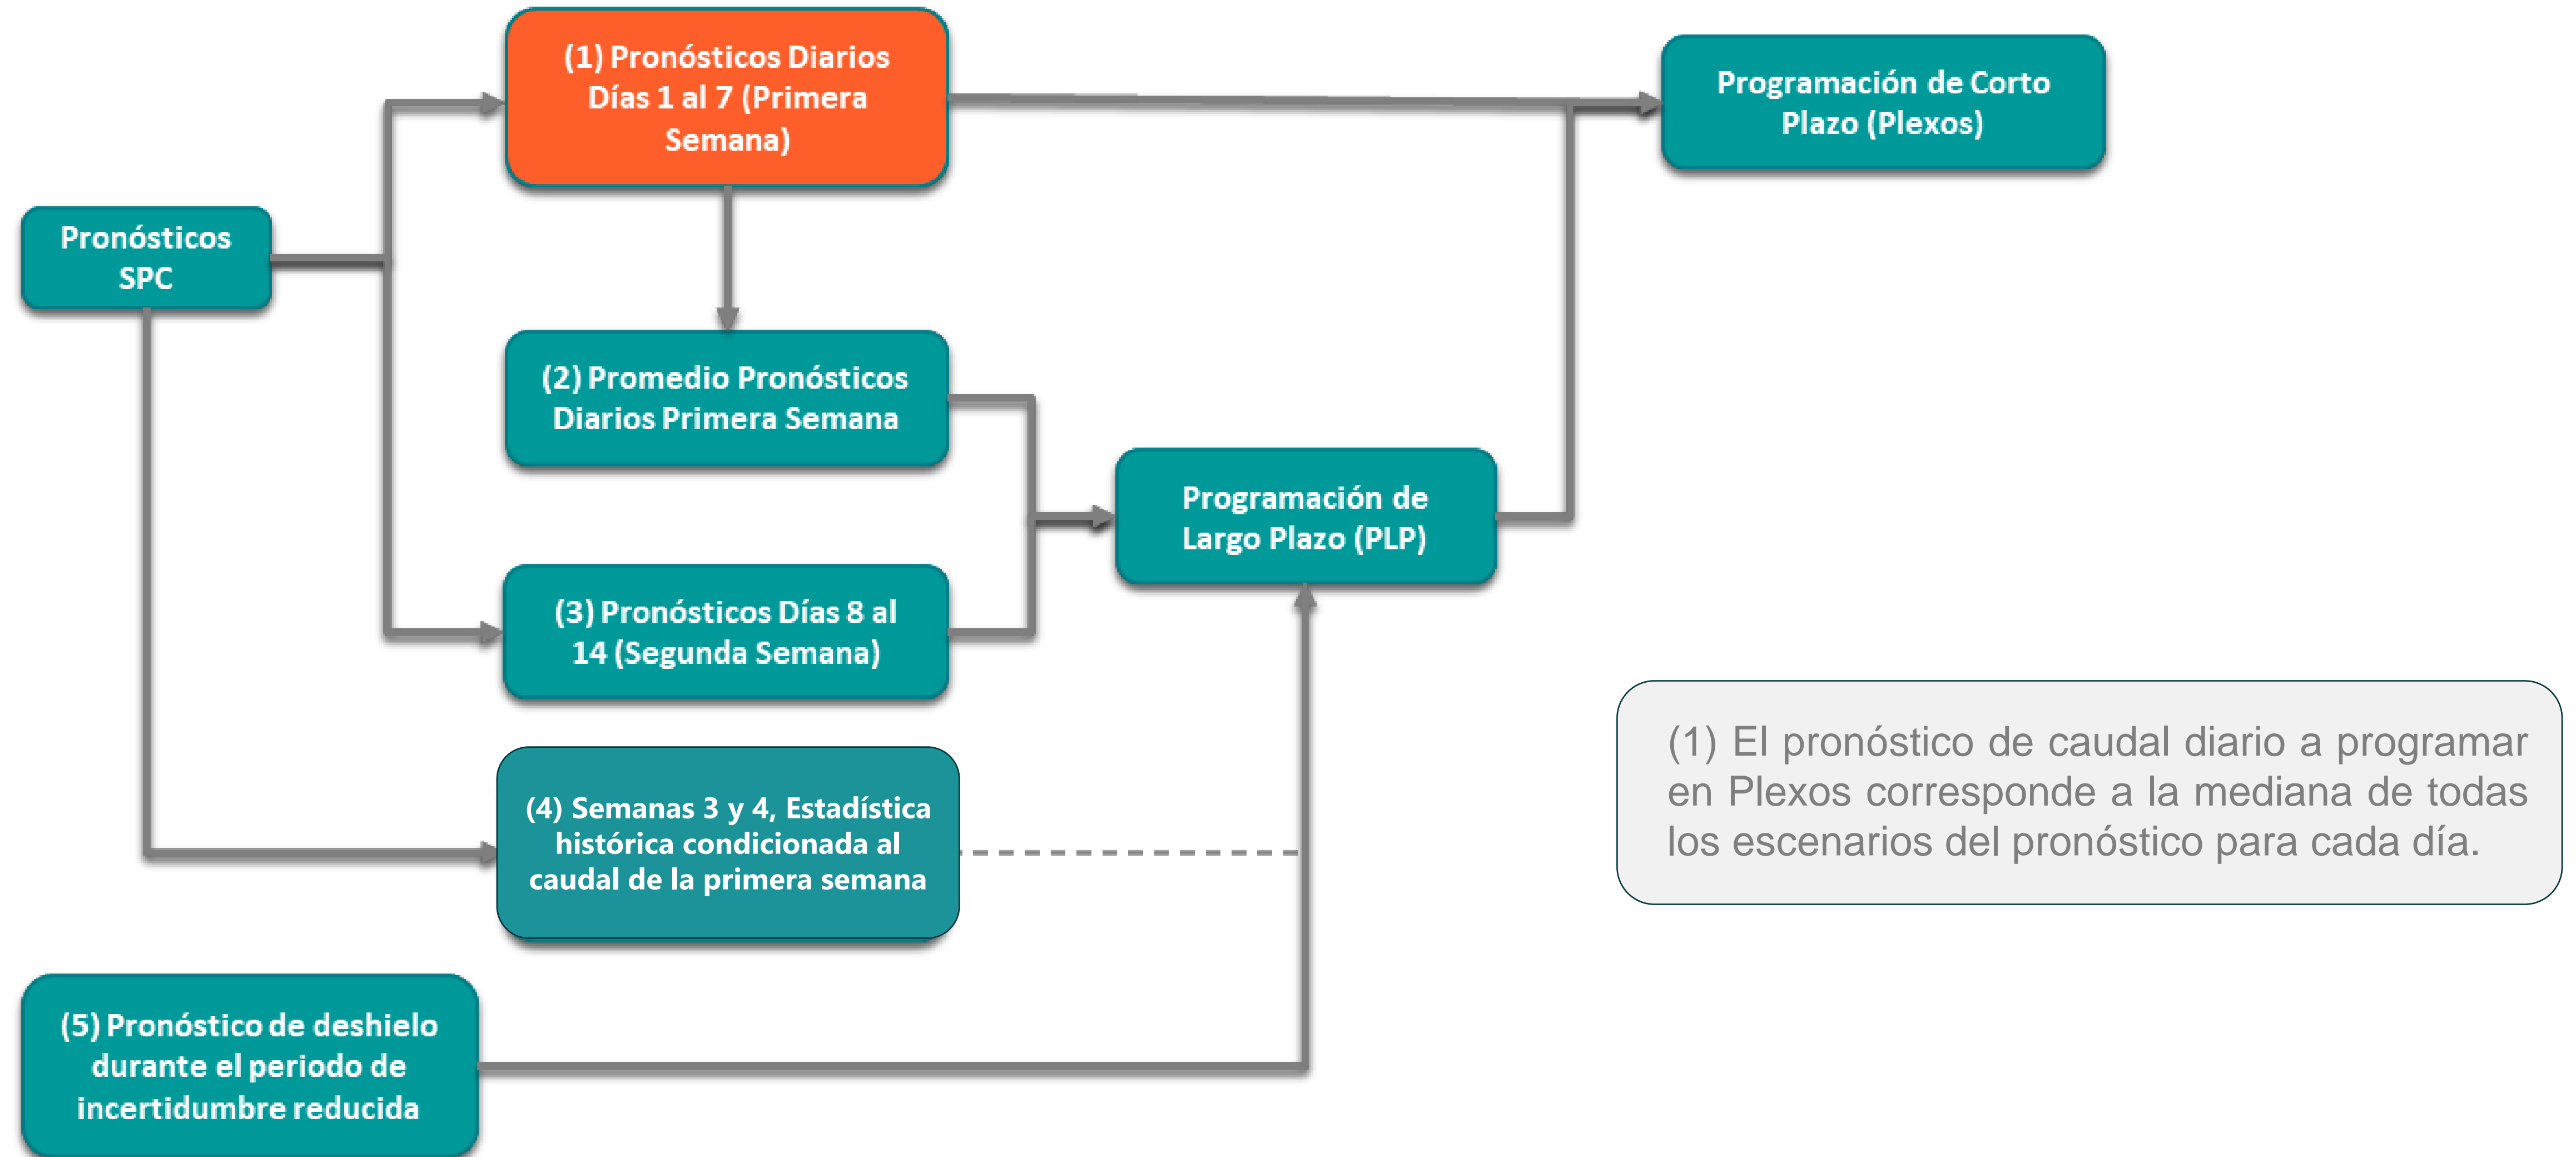 (1) Pronósticos Diarios
Días 1 al 7 (Primera
Semana)
Programación de Corto
Plazo (Plexos)
Pronósticos
SPC
(2) Promedio Pronósticos
Diarios Primera Semana
Programación de
Largo Plazo (PLP)
(3) Pronósticos Días 8 al
14 (Segunda Semana)
(4) Semanas 3 y 4, Estadística
histórica condicionada al
caudal de la primera semana
(1) El pronóstico de caudal diario a programar
en Plexos corresponde a la mediana de todas
los escenarios del pronóstico para cada día.
(5) Pronóstico de deshielo
durante el periodo de
incertidumbre reducida